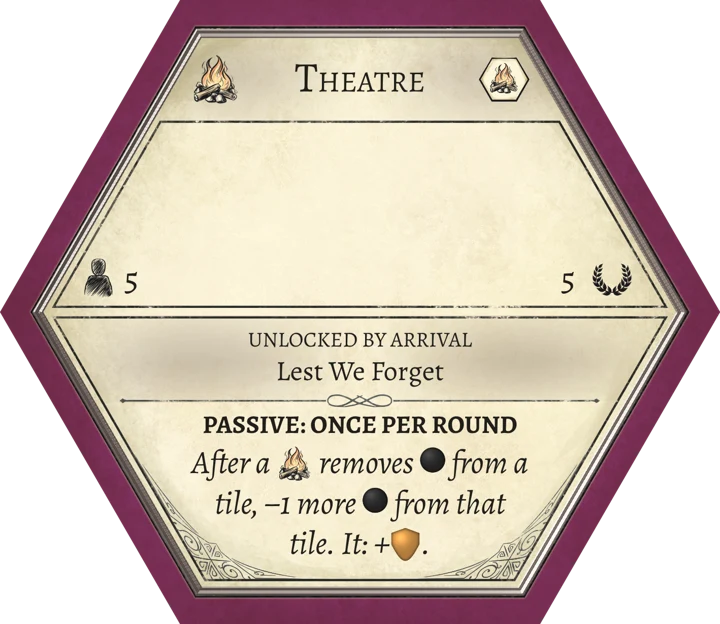 Theatre
5
5
UNLOCKED BY ARRIVAL
Lest We Forget
PASSIVE: ONCE PER ROUND
After a removes from a
tile, –1 more from that
tile. It: + .